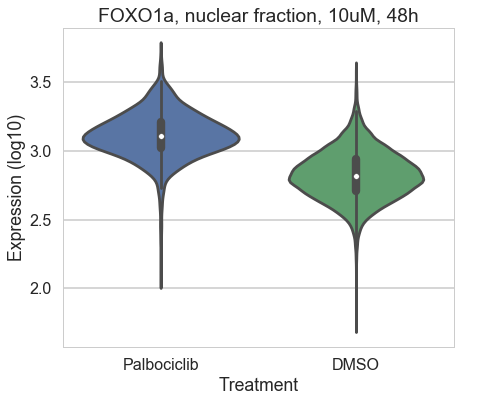 FOXO1a, nuclear fraction, 10uM, 48h
Expression (log10)
3.5
3.0
2.5
2.0
Palbociclib DMSO
Treatment